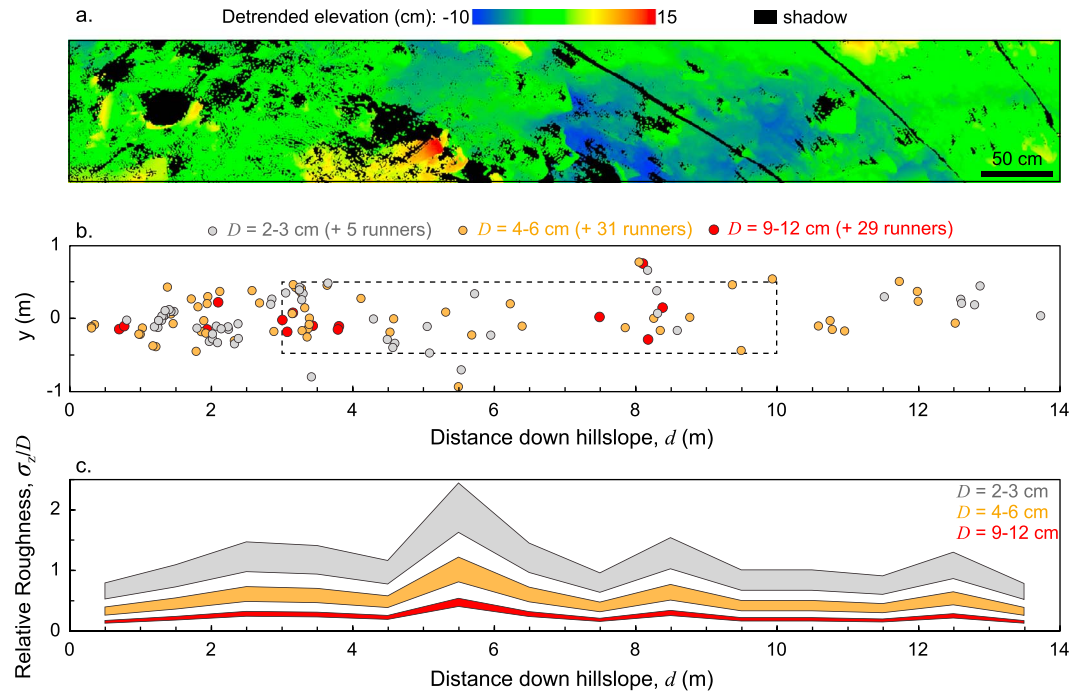 a.
Detrended elevation (cm): -10 15 shadow
50 cm
b.
D = 2-3 cm (+ 5 runners) D = 4-6 cm (+ 31 runners) D = 9-12 cm (+ 29 runners)
1
0
-1
y (m)
0 2 4 6 8 10 12 14
Distance down hillslope, d (m)
c.
D = 2-3 cm
D = 4-6 cm
D = 9-12 cm
2
1
0
Relative Roughness, σz/D
0 2 4 6 8 10 12 14
Distance down hillslope, d (m)